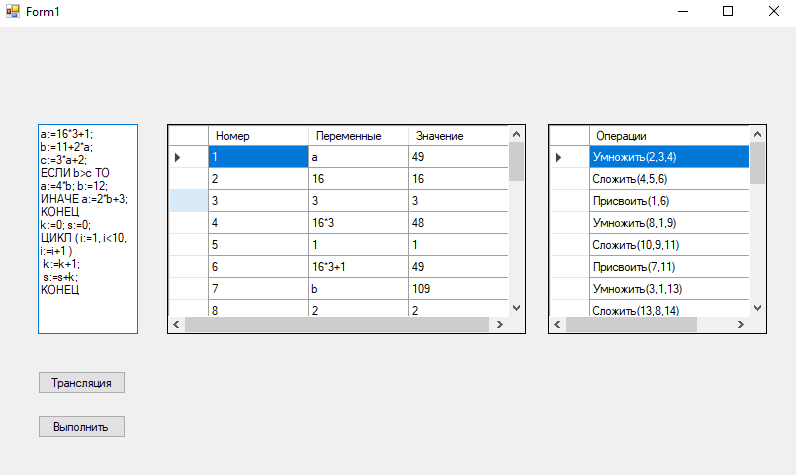 Form1
a:=16*3+1;
b:=11+2*a;
c:=3*a+2;
ЕСЛИ b>c ТО
a:=4*b; b:=12;
ИНАЧЕ a:=2*b+3;
КОНЕЦ
k:=0; s:=0;
ЦИКЛ ( i:=1, i<10,
i:=i+1 )
k:=k+1;
s:=s+k;
КОНЕЦ
Номер Переменные Значение
1 a 49
2 16 16
3 3 3
4 16*3 48
5 1 1
6 16*3+1 49
7 b 109
8 2 2
Операции
Умножить(2,3,4)
Сложить(4,5,6)
Присвоить(1,6)
Умножить(8,1,9)
Сложить(10,9,11)
Присвоить(7,11)
Умножить(3,1,13)
Сложить(13,8,14)
Трансляция
Выполнить